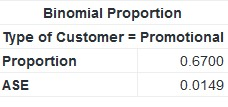 Binomial Proportion
Type of Customer = Promotional
Proportion 0.6700
ASE 0.0149